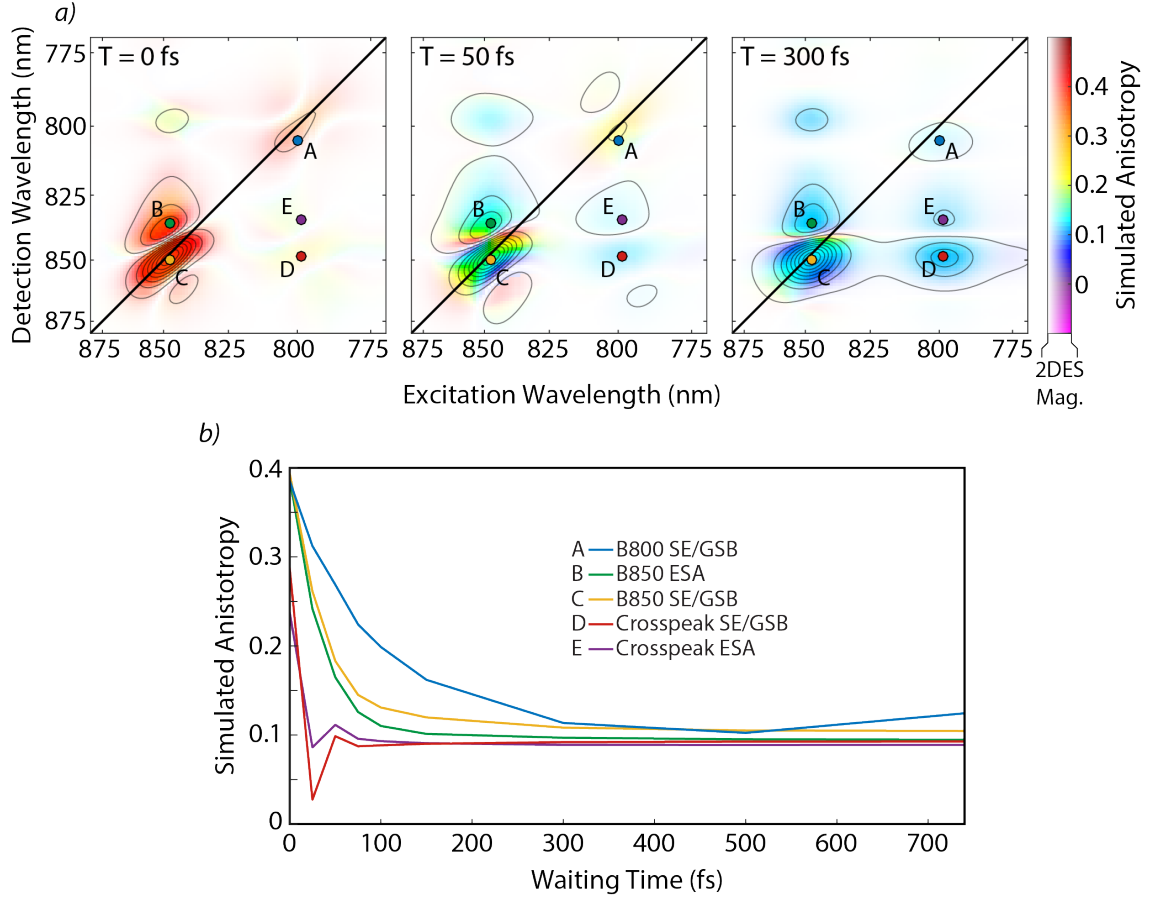 a)
T = 0 fs
T = 50 fs
T = 300 fs
Detection Wavelength (nm)
775
800
825
850
875
A
B
C
D
E
A
B
C
D
E
A
B
C
D
E
875 850 825 800 775
875 850 825 800 775
875 850 825 800 775
Excitation Wavelength (nm)
0.4
0.3
0.2
0.1
0
Simulated Anisotropy
2DES
Mag.
b)
Simulated Anistotropy
0.4
0.3
0.2
0.1
0
A B800 SE/GSB
B B850 ESA
C B850 SE/GSB
D Crosspeak SE/GSB
E Crosspeak ESA
0 100 200 300 400 500 600 700
Waiting Time (fs)